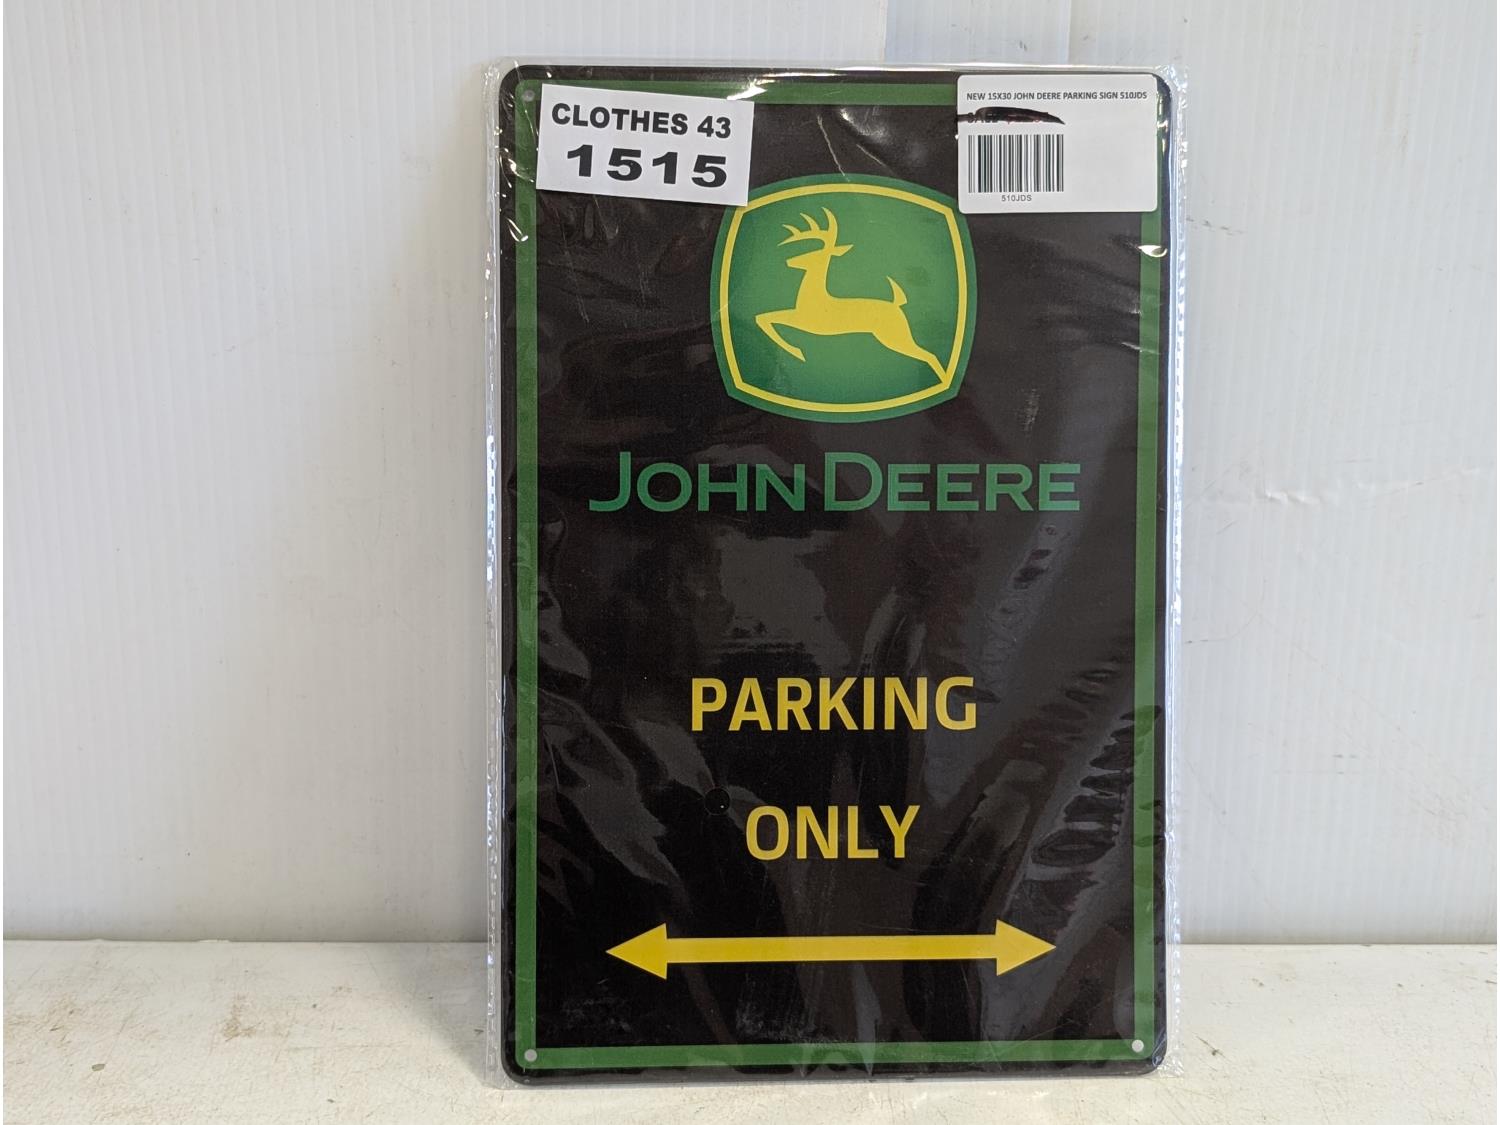 CLOTHES 43
1515
NEW 15X30 JOHN DEERE PARKING SIGN 510JDS
510JDS
JOHN DEERE
PARKING
ONLY